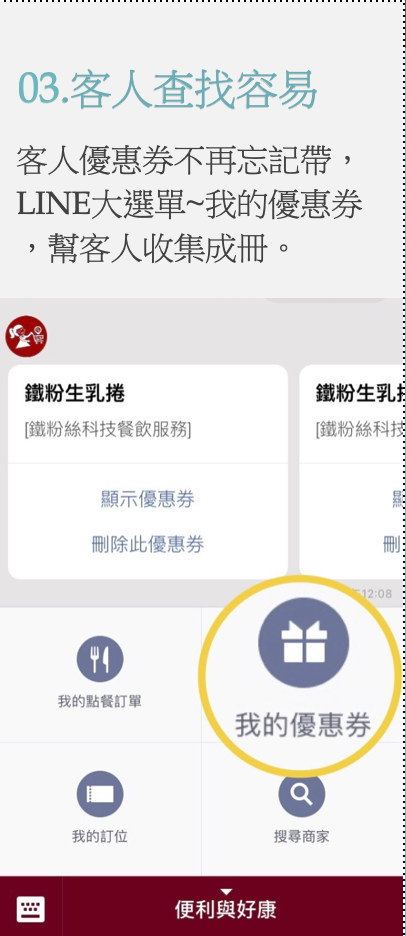 03.客人查找容易
客人優惠券不再忘記帶，
LINE大選單~我的優惠券
，幫客人收集成冊。
鐵粉生乳捲
[鐵粉絲科技餐飲服務]
顯示優惠券
刪除此優惠券
鐵粉生乳
[鐵粉絲科技
刪
12:08
我的點餐訂單
我的優惠券
我的訂位
搜尋商家
便利與好康